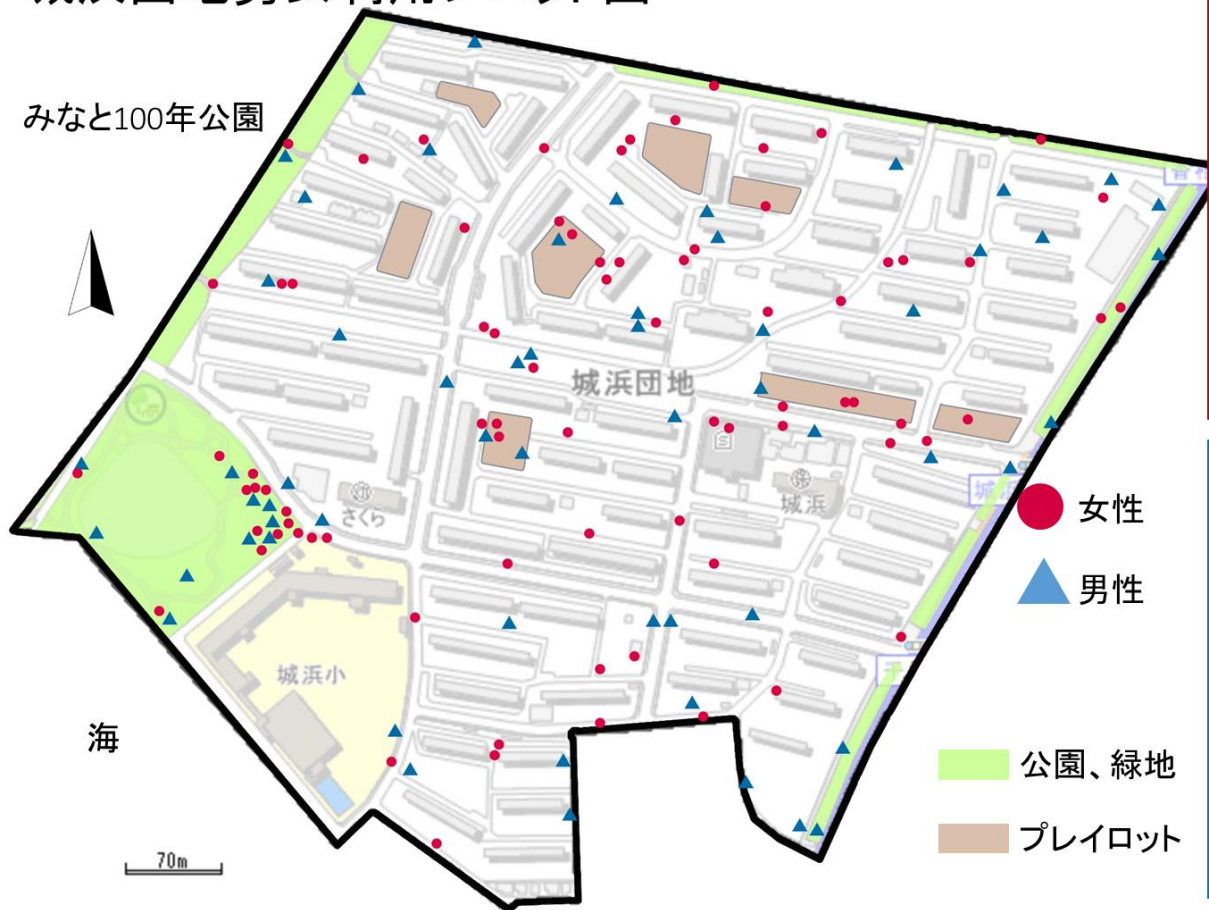 みなと100年公園
城浜団地
さくら
城浜
城浜小
海
70m
女性
男性
公園、緑地
プレイロット